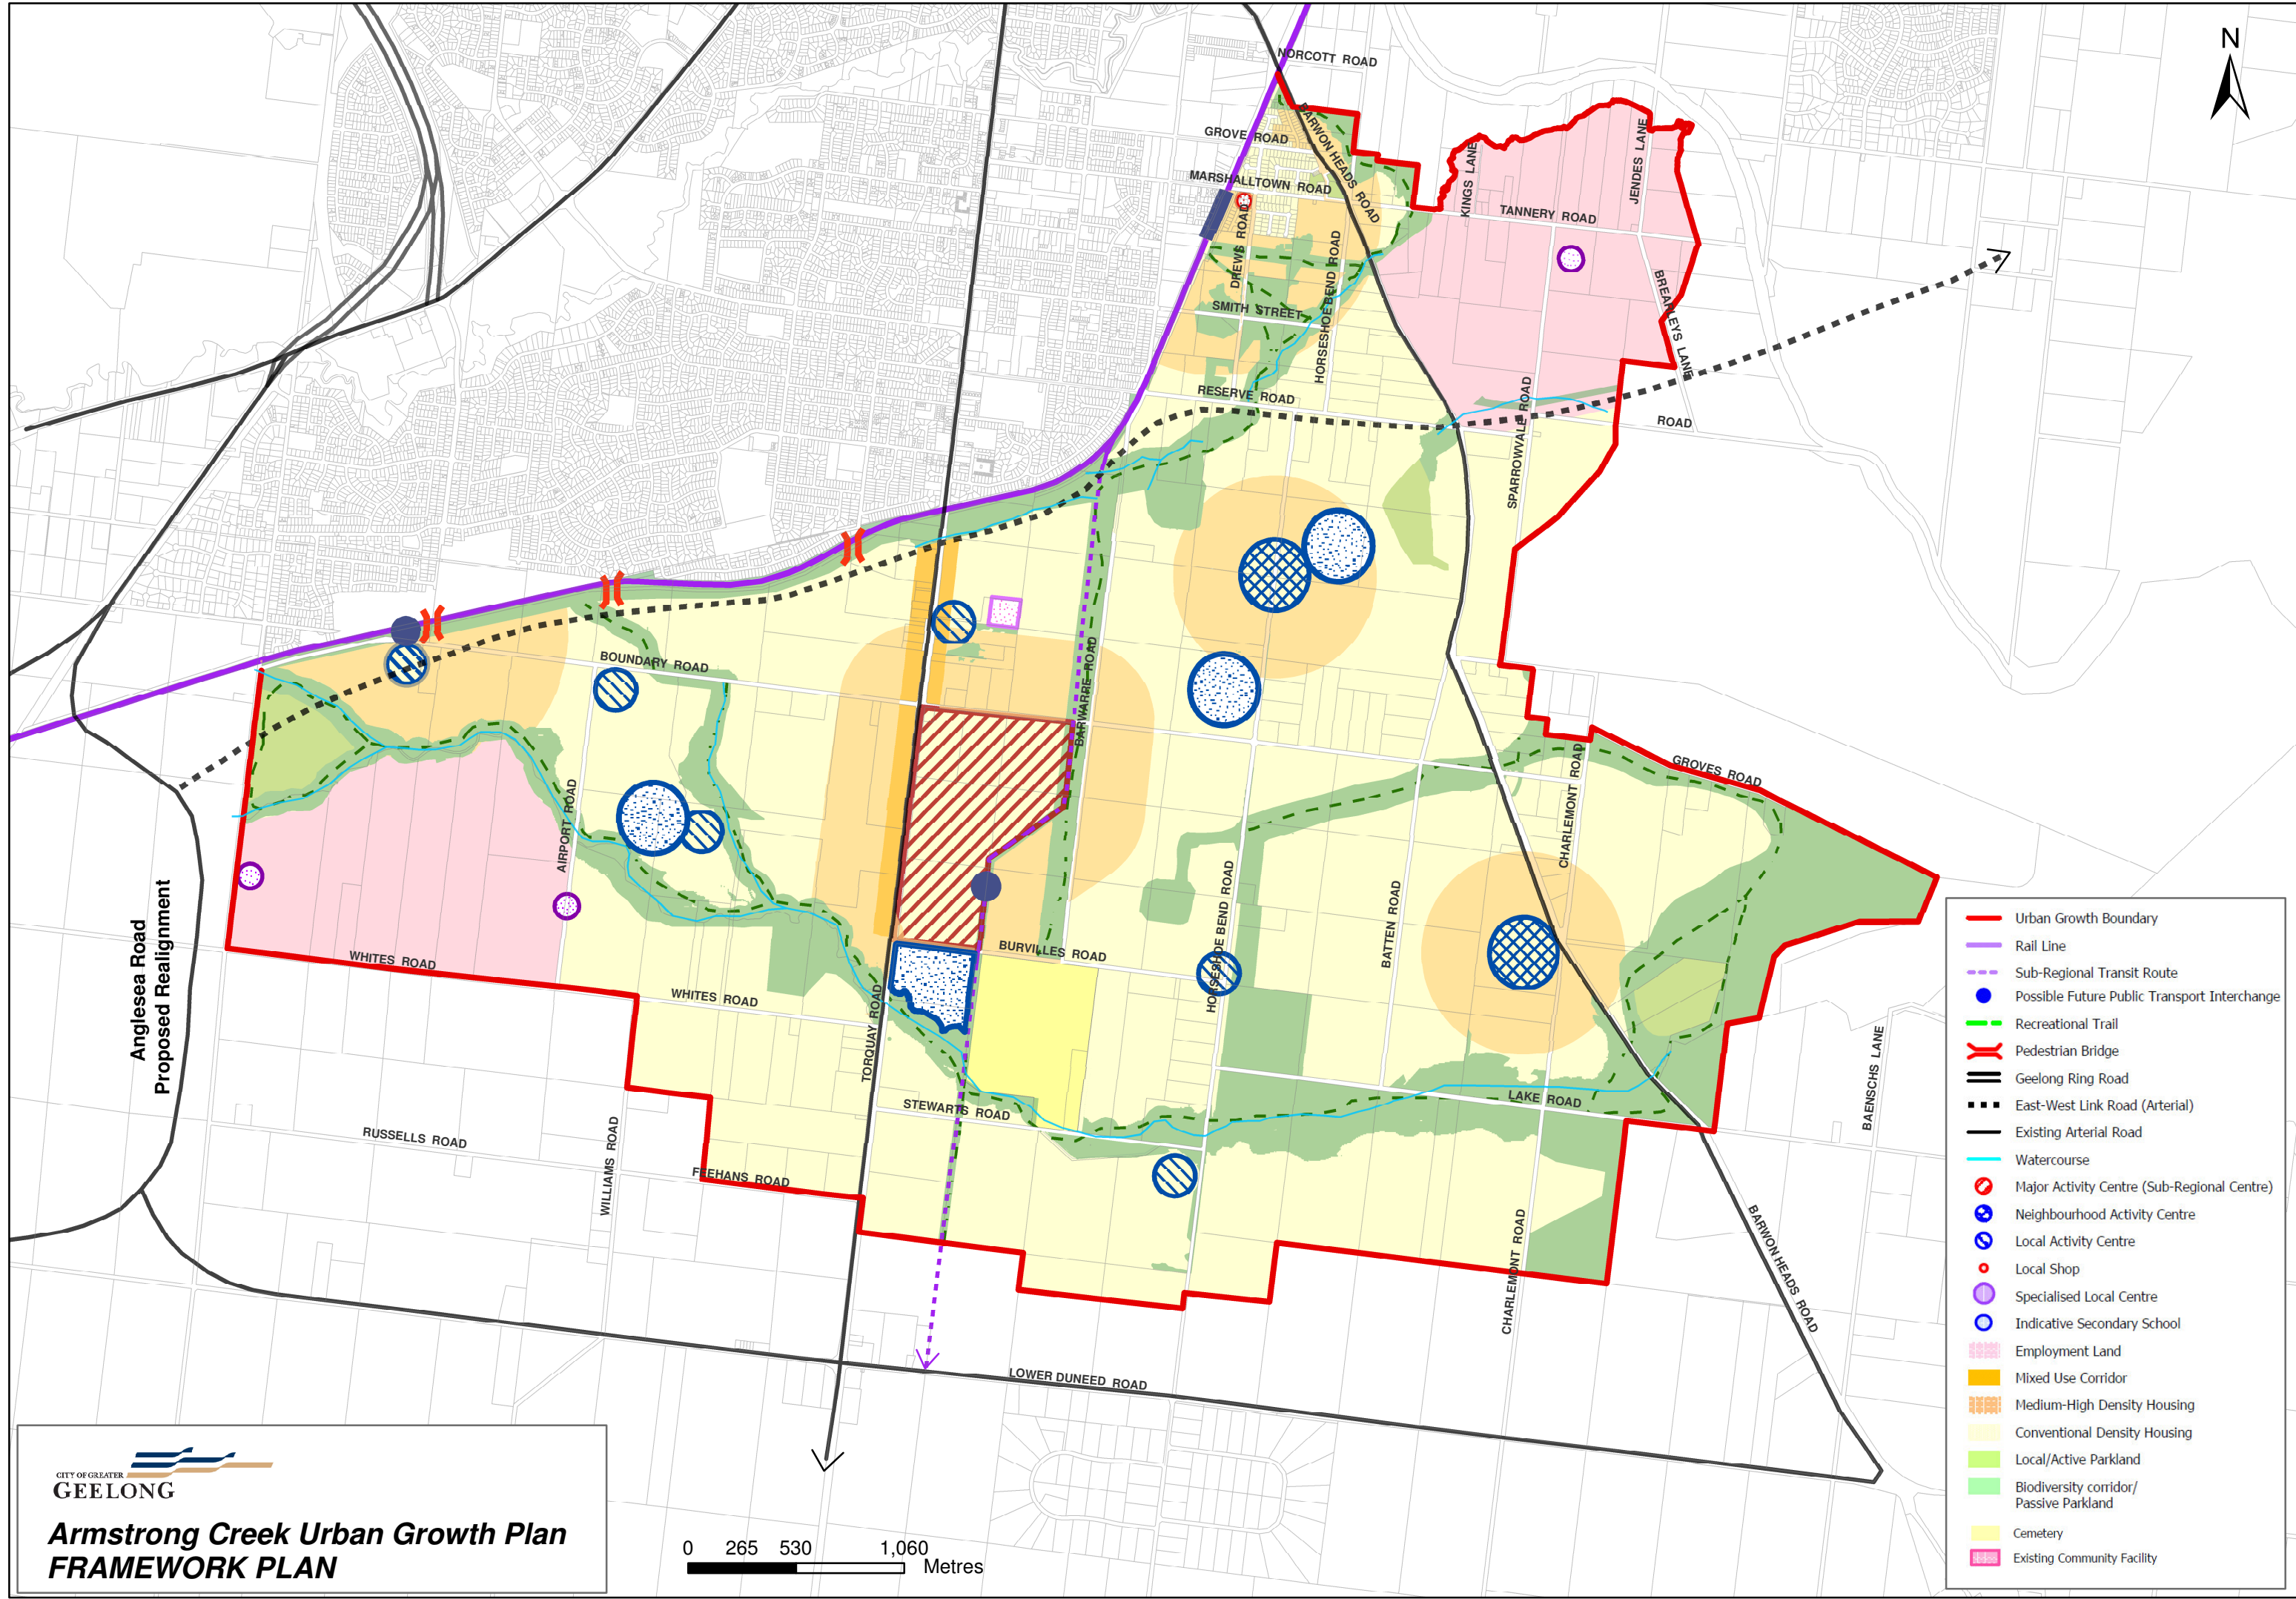 N
NORCOTT ROAD
GROVE ROAD
BARWON HEADS ROAD
MARSHALLTOWN ROAD
KINGS LANE
JENDES LANE
TANNERY ROAD
DREWS ROAD
HORSESHOE BEND ROAD
SMITH STREET
BREARLEYS LANE
RESERVE ROAD
SPARROWVALE ROAD
ROAD
BOUNDARY ROAD
BARWARRE ROAD
GROVES ROAD
CHARLEMONT ROAD
AIRPORT ROAD
HORSESHOE BEND ROAD
BATTEN ROAD
BURVILLES ROAD
WHITES ROAD
WHITES ROAD
TORQUAY ROAD
Anglesea Road
Proposed Realignment
STEWARTS ROAD
LAKE ROAD
BAENSCHS LANE
RUSSELLS ROAD
WILLIAMS ROAD
FEEHANS ROAD
CHARLEMONT ROAD
BARWON HEADS ROAD
LOWER DUNEED ROAD
Urban Growth Boundary
Rail Line
Sub-Regional Transit Route
Possible Future Public Transport Interchange
Recreational Trail
Pedestrian Bridge
Geelong Ring Road
East-West Link Road (Arterial)
Existing Arterial Road
Watercourse
Major Activity Centre (Sub-Regional Centre)
Neighbourhood Activity Centre
Local Activity Centre
Local Shop
Specialised Local Centre
Indicative Secondary School
Employment Land
Mixed Use Corridor
Medium-High Density Housing
Conventional Density Housing
Local/Active Parkland
Biodiversity corridor/
Passive Parkland
Cemetery
Existing Community Facility
CITY OF GREATER
GEELONG
Armstrong Creek Urban Growth Plan
FRAMEWORK PLAN
0 265 530 1,060
Metres